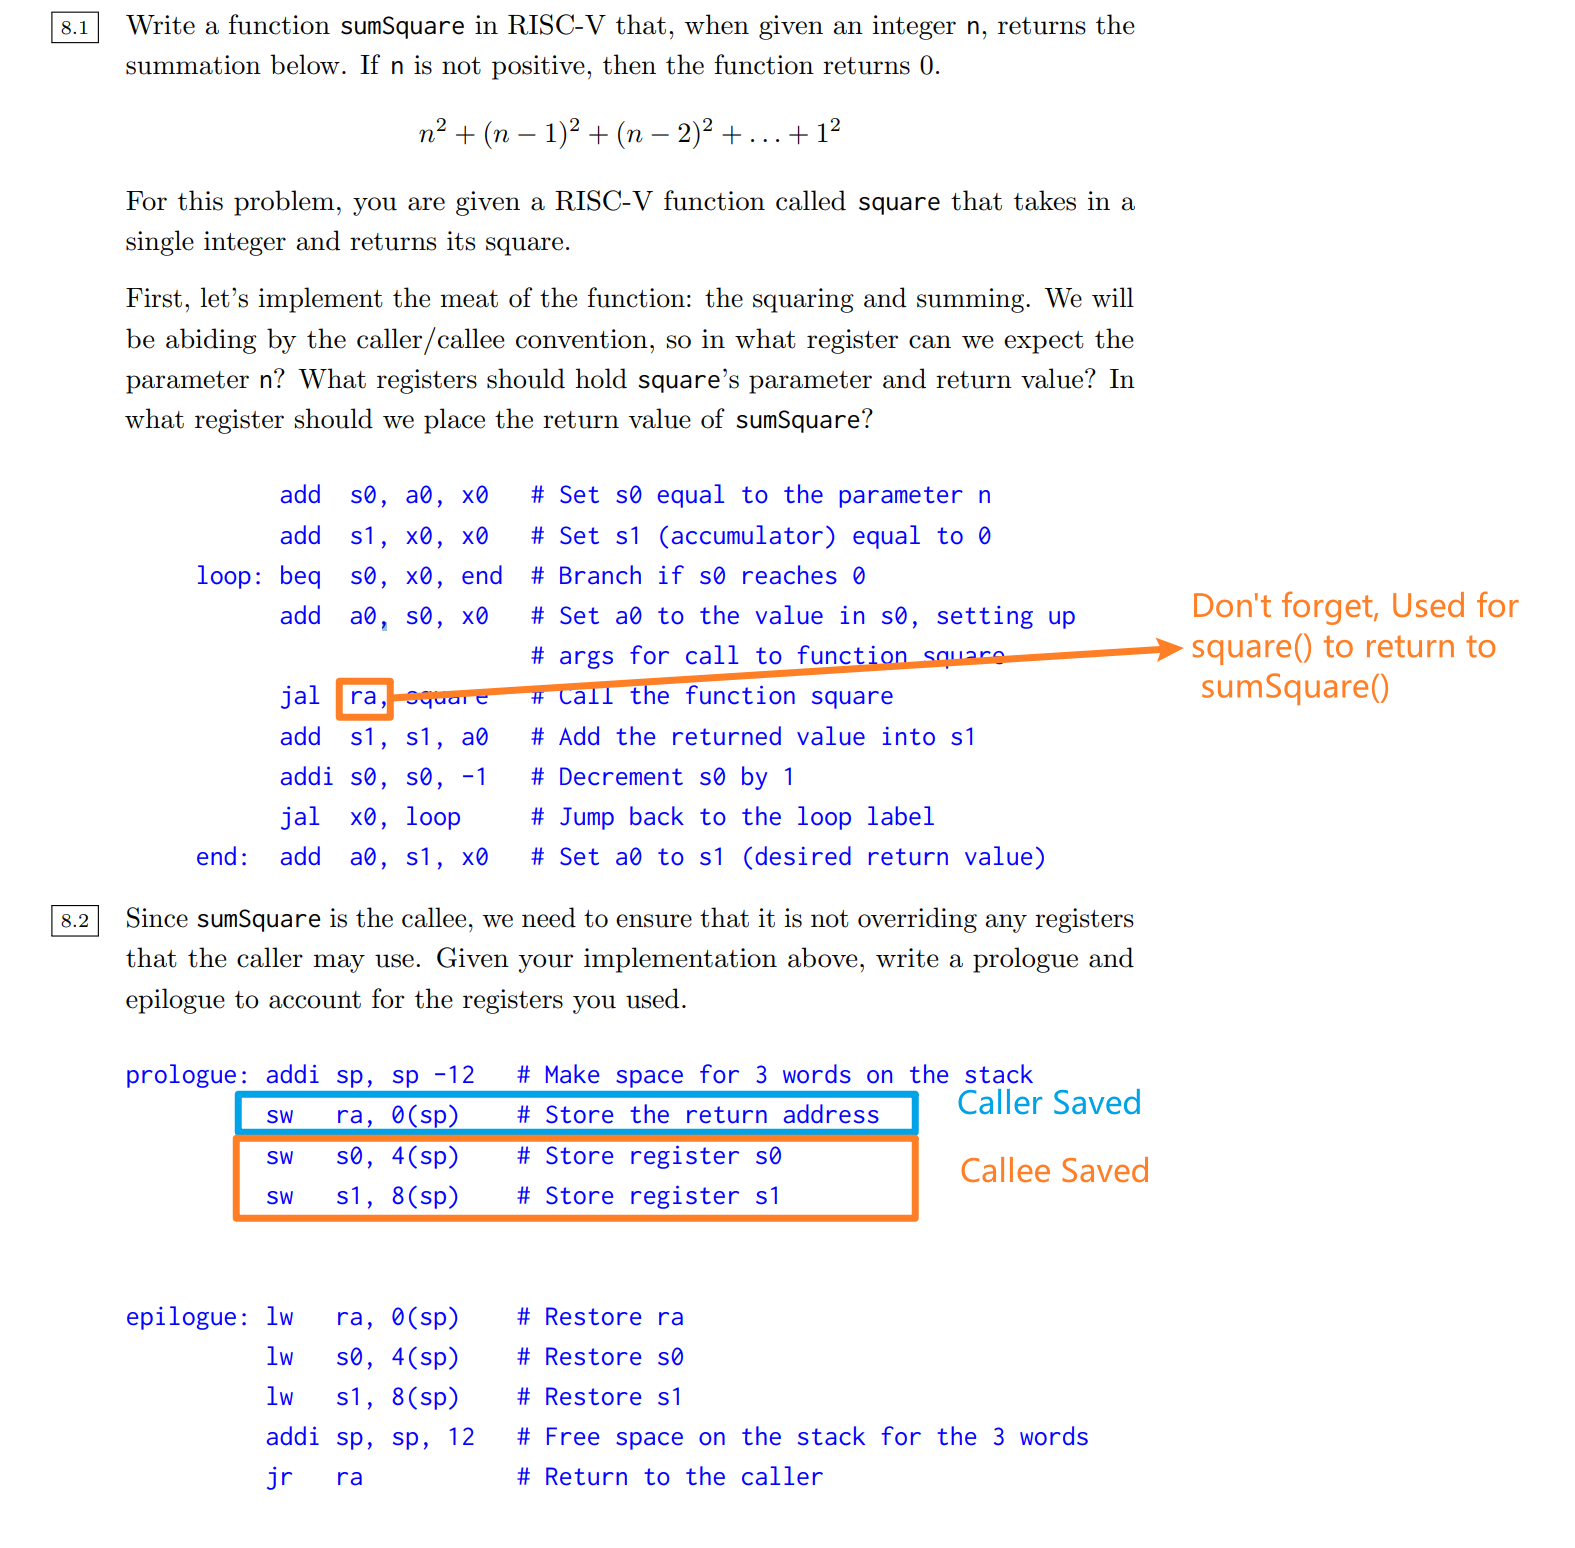 8.1 Write a function sumSquare in RISC-V that, when given an integer n, returns the
summation below. If n is not positive, then the function returns 0.
n² + (n − 1)² + (n − 2)² + . . . + 1²
For this problem, you are given a RISC-V function called square that takes in a
single integer and returns its square.
First, let's implement the meat of the function: the squaring and summing. We will
be abiding by the caller/callee convention, so in what register can we expect the
parameter n? What registers should hold square's parameter and return value? In
what register should we place the return value of sumSquare?
add s0, a0, x0 # Set s0 equal to the parameter n
add s1, x0, x0 # Set s1 (accumulator) equal to 0
loop: beq s0, x0, end # Branch if s0 reaches 0
add a0, s0, x0 # Set a0 to the value in s0, setting up
# args for call to function square
jal ra, square # Call the function square
add s1, s1, a0 # Add the returned value into s1
addi s0, s0, -1 # Decrement s0 by 1
jal x0, loop # Jump back to the loop label
end: add a0, s1, x0 # Set a0 to s1 (desired return value)
Don't forget, Used for
square() to return to
sumSquare()
8.2 Since sumSquare is the callee, we need to ensure that it is not overriding any registers
that the caller may use. Given your implementation above, write a prologue and
epilogue to account for the registers you used.
prologue: addi sp, sp -12 # Make space for 3 words on the stack
sw ra, 0(sp) # Store the return address
Caller Saved
sw s0, 4(sp) # Store register s0
sw s1, 8(sp) # Store register s1
Callee Saved
epilogue: lw ra, 0(sp) # Restore ra
lw s0, 4(sp) # Restore s0
lw s1, 8(sp) # Restore s1
addi sp, sp, 12 # Free space on the stack for the 3 words
jr ra # Return to the caller